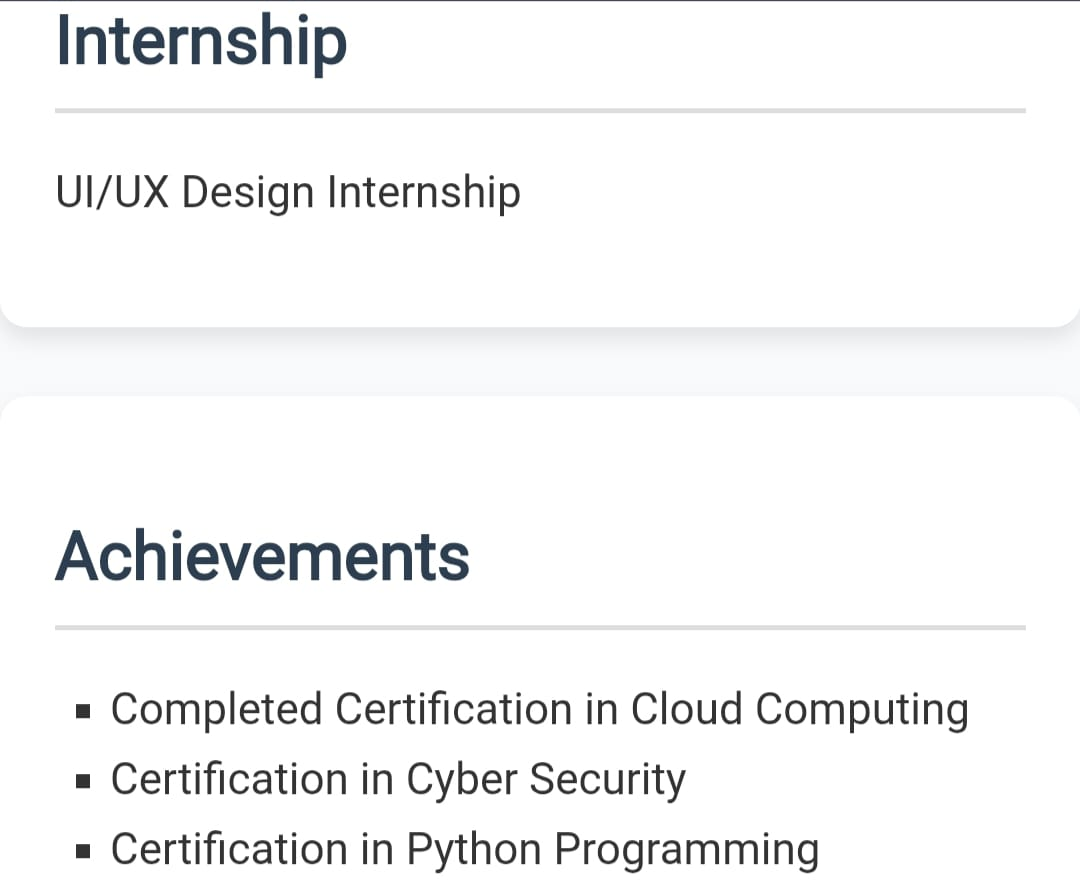 Internship
UI/UX Design Internship
Achievements
▪ Completed Certification in Cloud Computing
▪ Certification in Cyber Security
▪ Certification in Python Programming